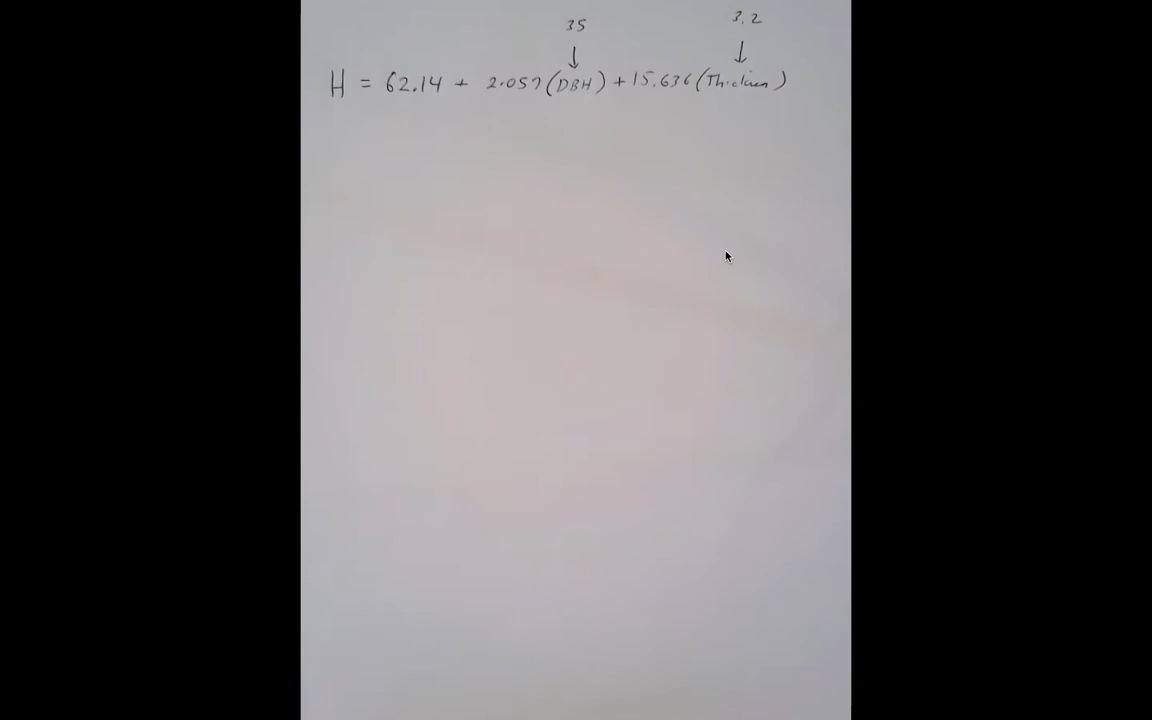 35 3.2
H = 62.14 + 2.057(DBH) + 15.636(Thickness)